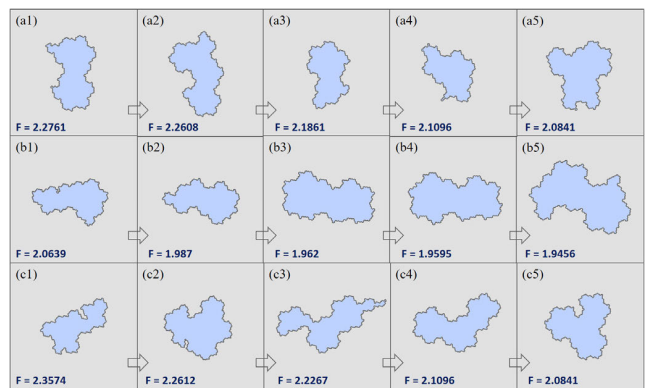 (a1) (a2) (a3) (a4) (a5)
F = 2.2761 F = 2.2608 F = 2.1861 F = 2.1096 F = 2.0841
(b1) (b2) (b3) (b4) (b5)
F = 2.0639 F = 1.987 F = 1.962 F = 1.9595 F = 1.9456
(c1) (c2) (c3) (c4) (c5)
F = 2.3574 F = 2.2612 F = 2.2267 F = 2.1096 F = 2.0841